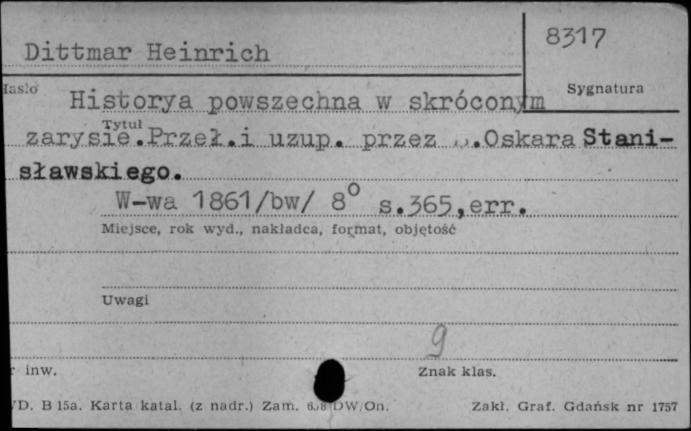 Dittmar Heinrich
8317
Hasło
Sygnatura
Historya powszechna w skróconym
Tytuł
zarysie.Przeł.i uzup. przez .Oskara Stani-
sławskiego.
W-wa 1861/bw/ 8⁰ s.365,err.
Miejsce, rok wyd., nakładca, format, objętość
Uwagi
9
r inw.
Znak klas.
D. B 15a. Karta katal. (z nadr.) Zam. DW/On.
Zakł. Graf. Gdańsk nr 1757